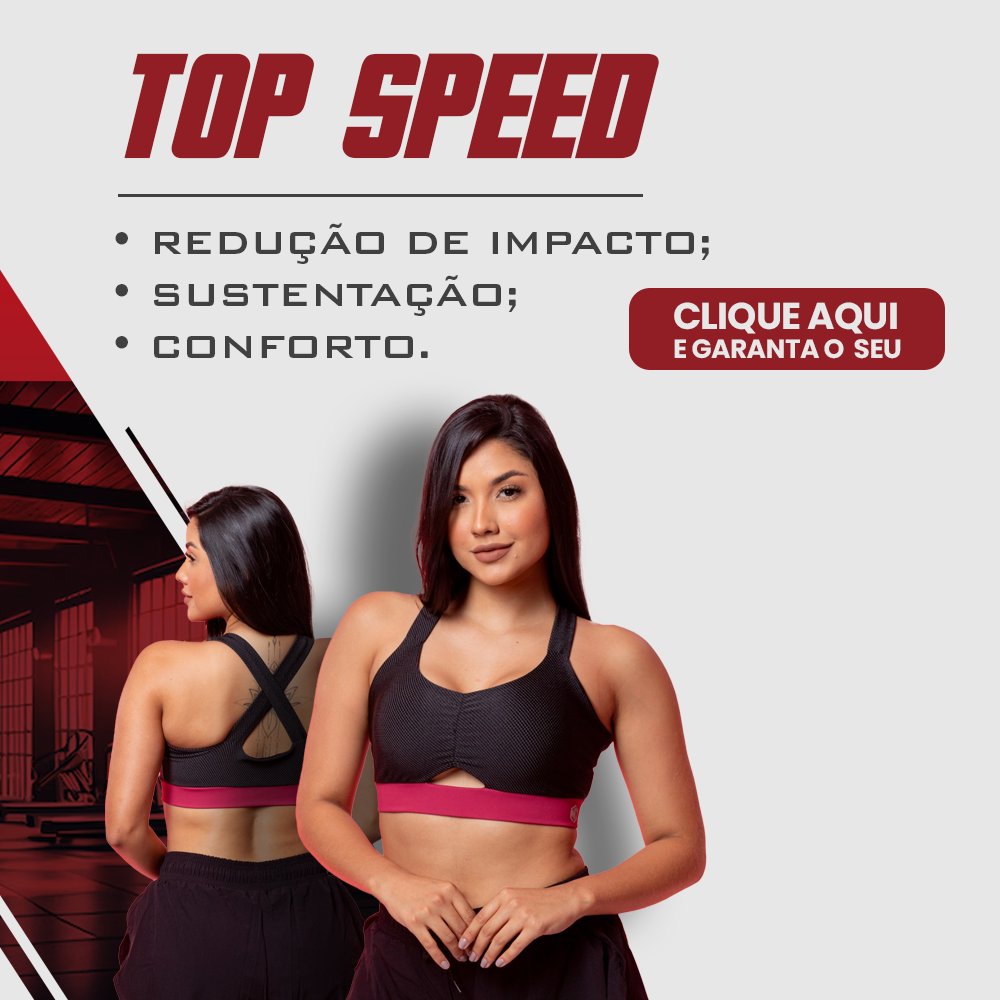 TOP SPEED
• REDUÇÃO DE IMPACTO;
• SUSTENTAÇÃO;
• CONFORTO.
CLIQUE AQUI
E GARANTA O SEU